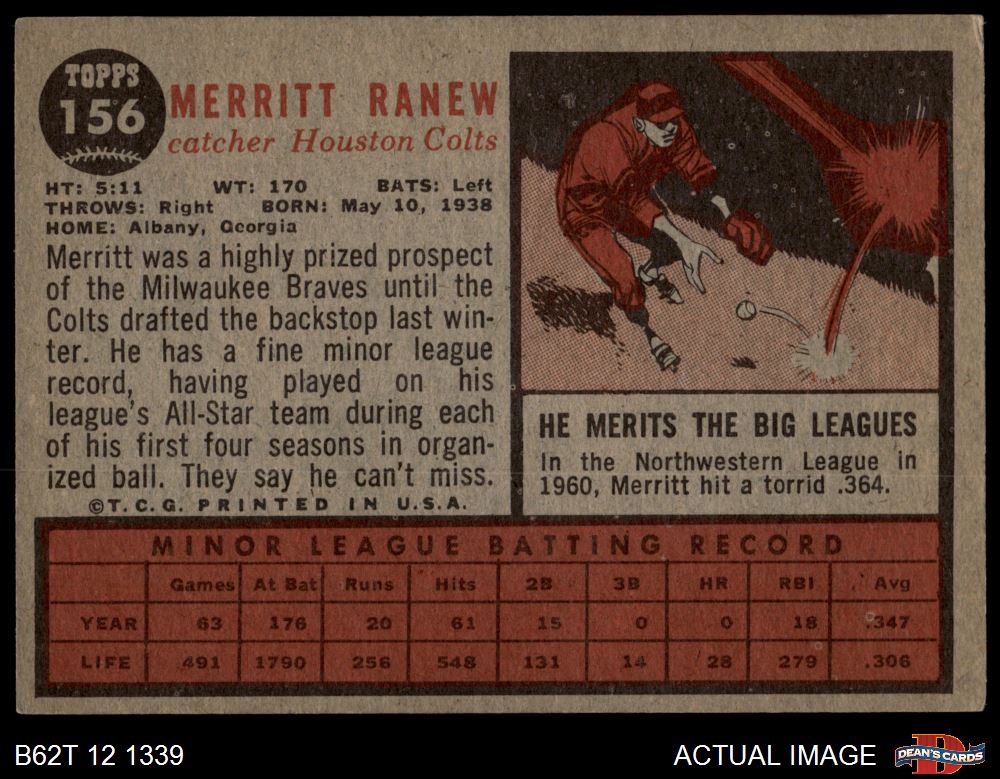 TOPPS
156
MERRITT RANEW
catcher Houston Colts
HT: 5:11 WT: 170 BATS: Left
THROWS: Right BORN: May 10, 1938
HOME: Albany, Georgia
Merritt was a highly prized prospect
of the Milwaukee Braves until the
Colts drafted the backstop last win-
ter. He has a fine minor league
record, having played on his
league's All-Star team during each
of his first four seasons in organ-
ized ball. They say he can't miss.
©T.C.G. PRINTED IN U.S.A.
HE MERITS THE BIG LEAGUES
In the Northwestern League in
1960, Merritt hit a torrid .364.
MINOR LEAGUE BATTING RECORD
Games At Bat Runs Hits 2B 3B HR RBI Avg
YEAR 63 176 20 61 15 0 0 18 .347
LIFE 491 1790 256 548 131 14 28 279 .306
B62T 12 1339
ACTUAL IMAGE
DEAN'S CARDS